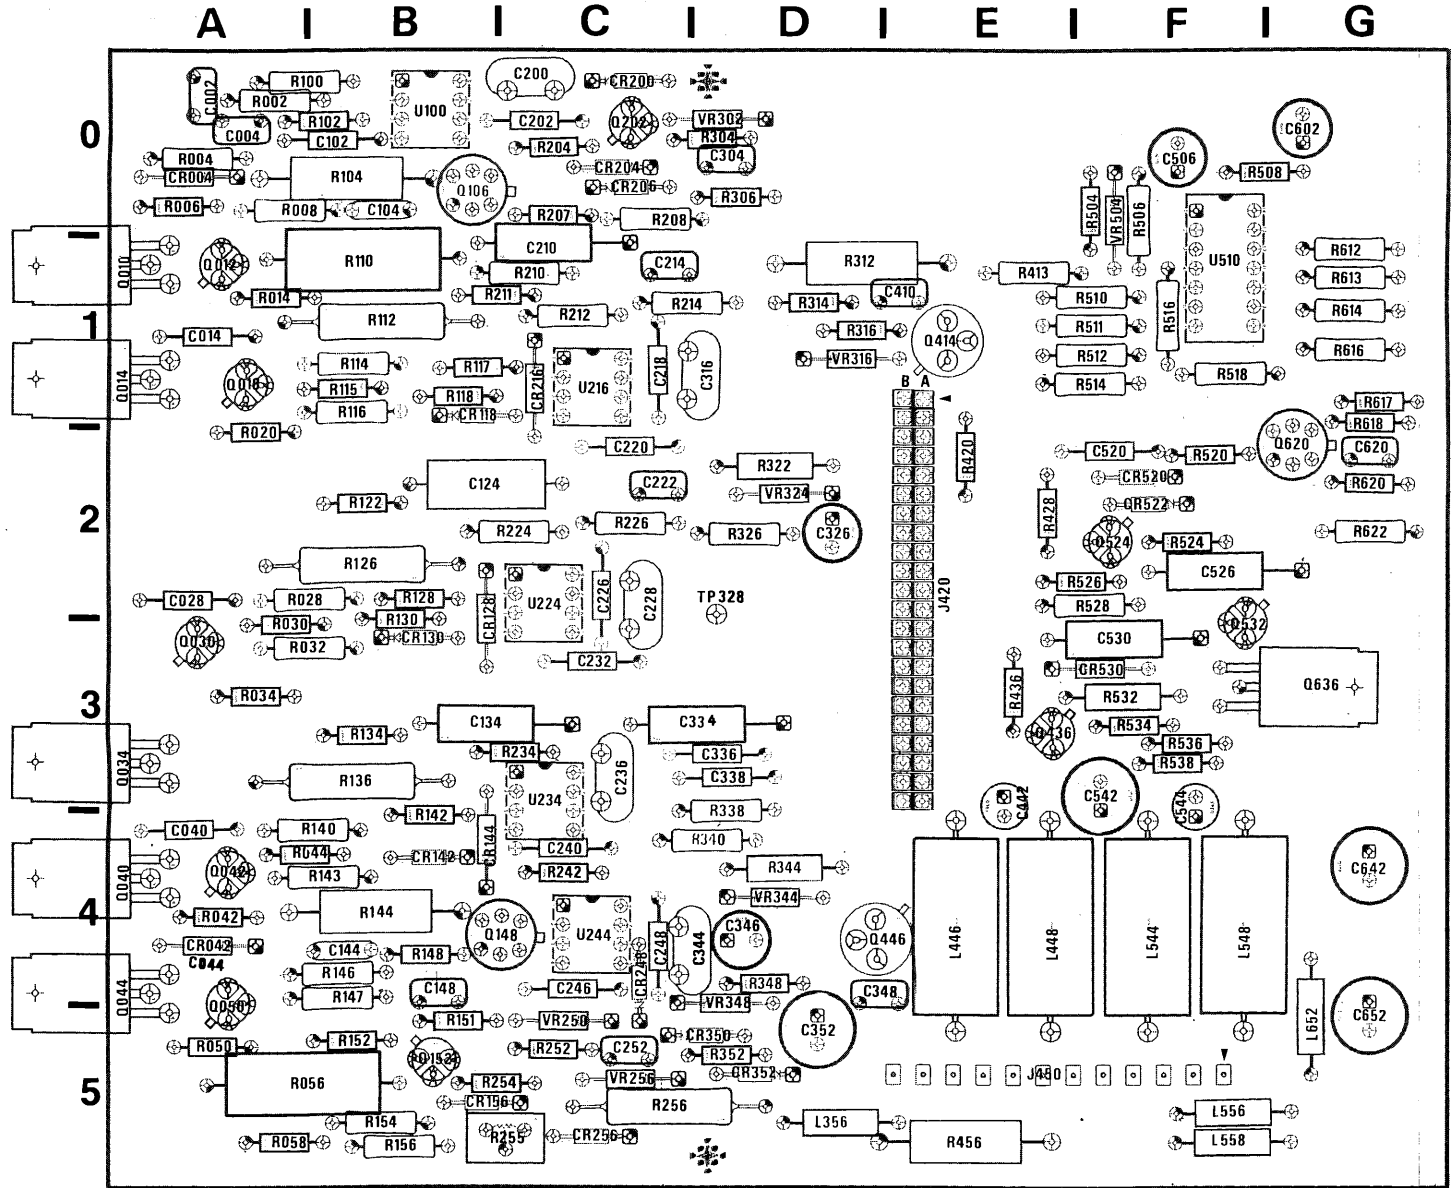 A I B I C I D I E I F I G
C002 R100 C200 CR200
R002 U100
R102 C202 Q202 VR302 C602
0
C004 C102 R204 R304
R004 CR204 C304 C506
CR004 R104 CR206 R508
Q106
R006 R008 C104 R306 R504 VR504 R506
R207 R208
C210 R612
Q010 Q012 R110 C214 R312 U510
R210 R413 R613
R014 R211 R214 R314 C410 R510
R112 R212 R516 R614
1
C014 R316 R511
Q414 R616
R114 VR316 R512
Q014 R117 CR216 U216 C218 C316 R518
R115 R514
R118 B A
R116 CR118 R617
R020 R618
C220 R420 C520 R520 Q620 C620
R322
C124 C222 VR324 CR520 R620
R122 R428 CR522
2
R224 R226 R326 C326 R622
Q524 R524
R126 C526
U224 C226 C228 R526
C028 R028 R128 TP328 J420 R528
R030 R130 CR128 Q532
Q030 CR130 C530
R032 C232
CR530
R034 R436 R532 Q636
3
C134 C334 R534
R134 R234 C336 Q436 R536
Q034 R136 U234 C236 C338 R538
C442 C542 C544
R142 R338
C040 R140 CR144 R340
R044 CR142 C240
Q040 Q042 R143 R242 R344 C642
VR344
4
R042 R144 C346
Q148 U244 C248 C344 Q446 L446 L448 L544 L548
CR042 C144 R148 CR248
C044
R146 R348
Q044 C148 C246 C348
R147 VR348
R151 VR250 C352 L652 C652
R152 CR350
R050 R252 C252 R352
CR352 J450
R056 R254 VR256
5
CR156 R256 L556
R154 L356
R058 R156 R255 CR256 R456 L558